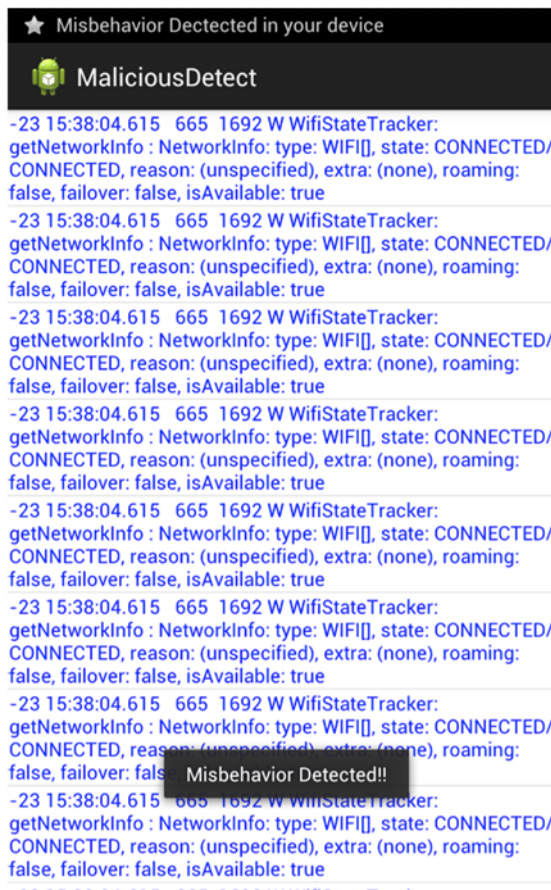 Misbehavior Dectected in your device
MaliciousDetect
-23 15:38:04.615 665 1692 W WifiStateTracker:
getNetworkInfo : NetworkInfo: type: WIFI[], state: CONNECTED/
CONNECTED, reason: (unspecified), extra: (none), roaming:
false, failover: false, isAvailable: true
-23 15:38:04.615 665 1692 W WifiStateTracker:
getNetworkInfo : NetworkInfo: type: WIFI[], state: CONNECTED/
CONNECTED, reason: (unspecified), extra: (none), roaming:
false, failover: false, isAvailable: true
-23 15:38:04.615 665 1692 W WifiStateTracker:
getNetworkInfo : NetworkInfo: type: WIFI[], state: CONNECTED/
CONNECTED, reason: (unspecified), extra: (none), roaming:
false, failover: false, isAvailable: true
-23 15:38:04.615 665 1692 W WifiStateTracker:
getNetworkInfo : NetworkInfo: type: WIFI[], state: CONNECTED/
CONNECTED, reason: (unspecified), extra: (none), roaming:
false, failover: false, isAvailable: true
-23 15:38:04.615 665 1692 W WifiStateTracker:
getNetworkInfo : NetworkInfo: type: WIFI[], state: CONNECTED/
CONNECTED, reason: (unspecified), extra: (none), roaming:
false, failover: false, isAvailable: true
-23 15:38:04.615 665 1692 W WifiStateTracker:
getNetworkInfo : NetworkInfo: type: WIFI[], state: CONNECTED/
CONNECTED, reason: (unspecified), extra: (none), roaming:
false, failover: false, isAvailable: true
-23 15:38:04.615 665 1692 W WifiStateTracker:
getNetworkInfo : NetworkInfo: type: WIFI[], state: CONNECTED/
CONNECTED, reason: (unspecified), extra: (none), roaming:
false, failover: false
Misbehavior Detected!!
-23 15:38:04.615 665 1692 W WifiStateTracker:
getNetworkInfo : NetworkInfo: type: WIFI[], state: CONNECTED/
CONNECTED, reason: (unspecified), extra: (none), roaming:
false, failover: false, isAvailable: true